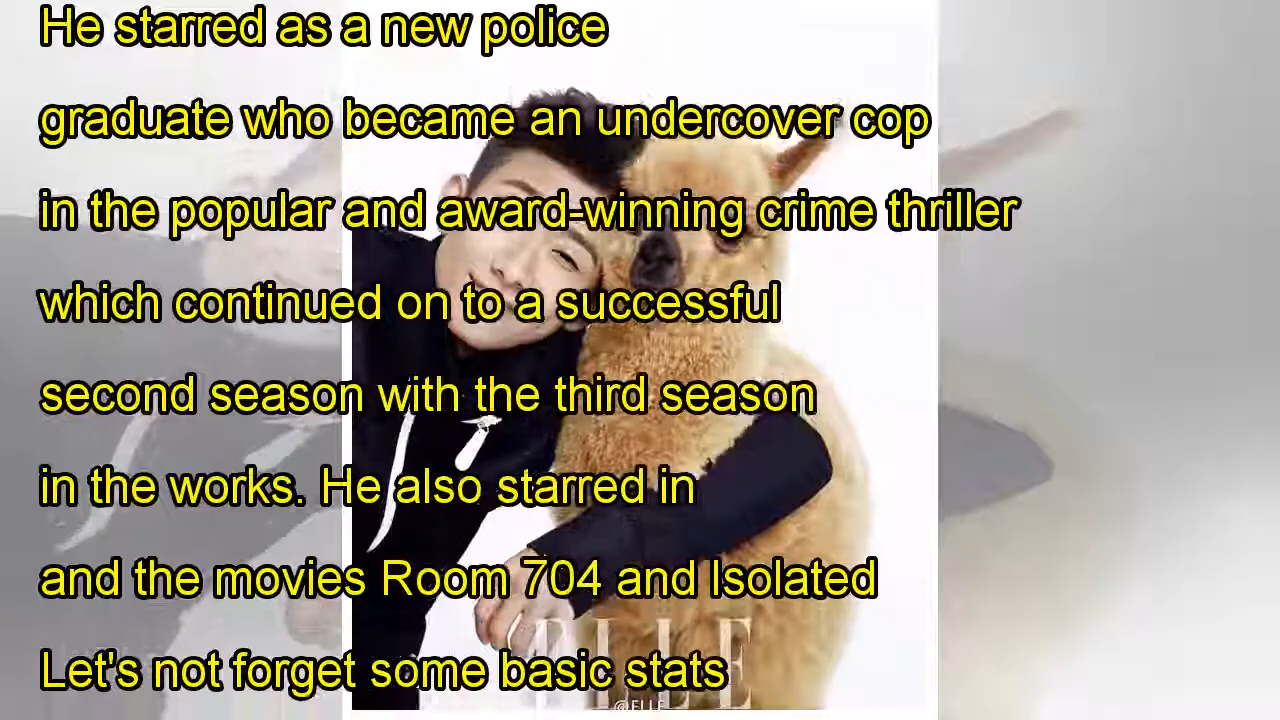 He starred as a new police
graduate who became an undercover cop
in the popular and award-winning crime thriller
which continued on to a successful
second season with the third season
in the works. He also starred in
and the movies Room 704 and Isolated
Let's not forget some basic stats
ELLE
@ELLE